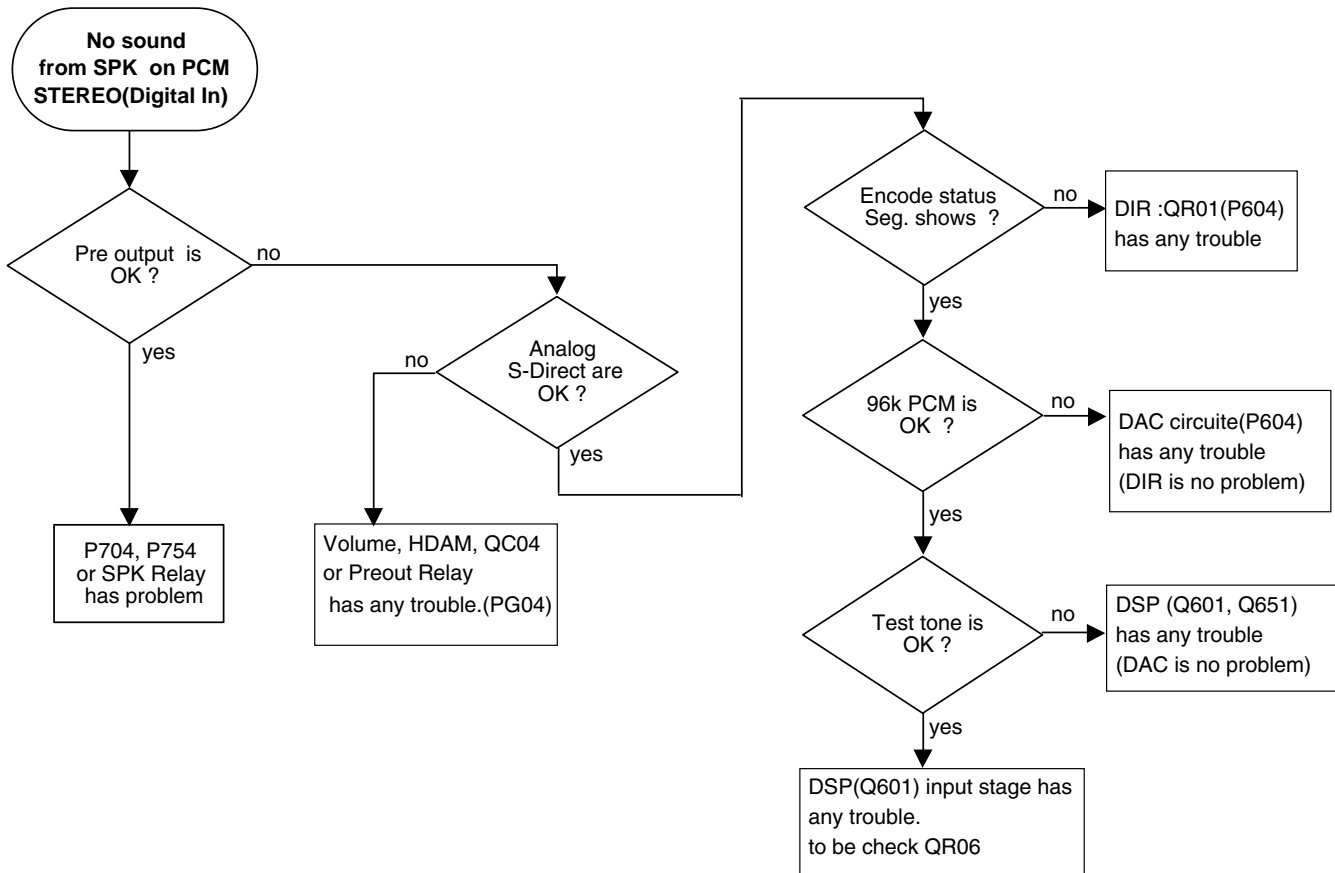 No sound
from SPK on PCM
STEREO(Digital In)
Pre output is
OK ?
no
yes
P704, P754
or SPK Relay
has problem
Analog
S-Direct are
OK ?
no
yes
Volume, HDAM, QC04
or Preout Relay
has any trouble.(PG04)
Encode status
Seg. shows ?
no
DIR :QR01(P604)
has any trouble
yes
96k PCM is
OK ?
no
DAC circuite(P604)
has any trouble
(DIR is no problem)
yes
Test tone is
OK ?
no
DSP (Q601, Q651)
has any trouble
(DAC is no problem)
yes
DSP(Q601) input stage has
any trouble.
to be check QR06